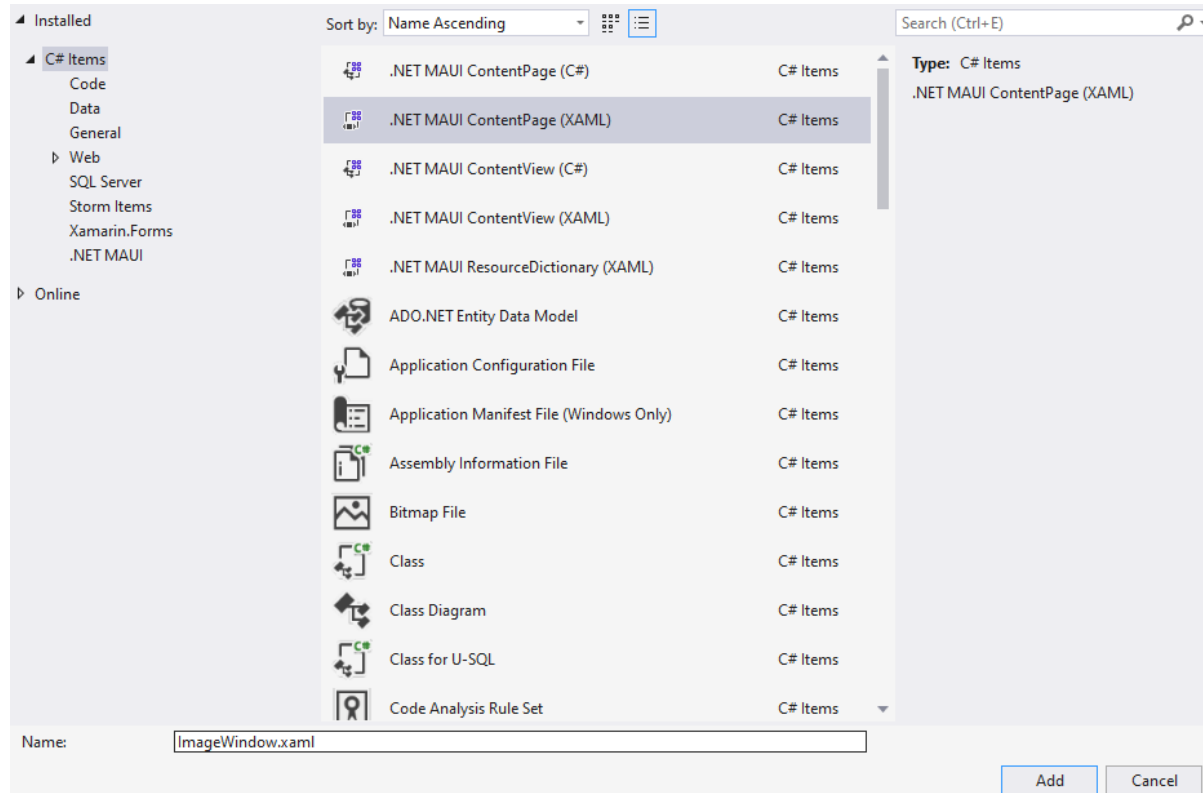 Installed
C# Items
Code
Data
General
Web
SQL Server
Storm Items
Xamarin.Forms
.NET MAUI
Online
Sort by: Name Ascending
.NET MAUI ContentPage (C#) C# Items
.NET MAUI ContentPage (XAML) C# Items
.NET MAUI ContentView (C#) C# Items
.NET MAUI ContentView (XAML) C# Items
.NET MAUI ResourceDictionary (XAML) C# Items
ADO.NET Entity Data Model C# Items
Application Configuration File C# Items
Application Manifest File (Windows Only) C# Items
Assembly Information File C# Items
Bitmap File C# Items
Class C# Items
Class Diagram C# Items
Class for U-SQL C# Items
Code Analysis Rule Set C# Items
Search (Ctrl+E)
Type: C# Items
.NET MAUI ContentPage (XAML)
Name: ImageWindow.xaml
Add Cancel